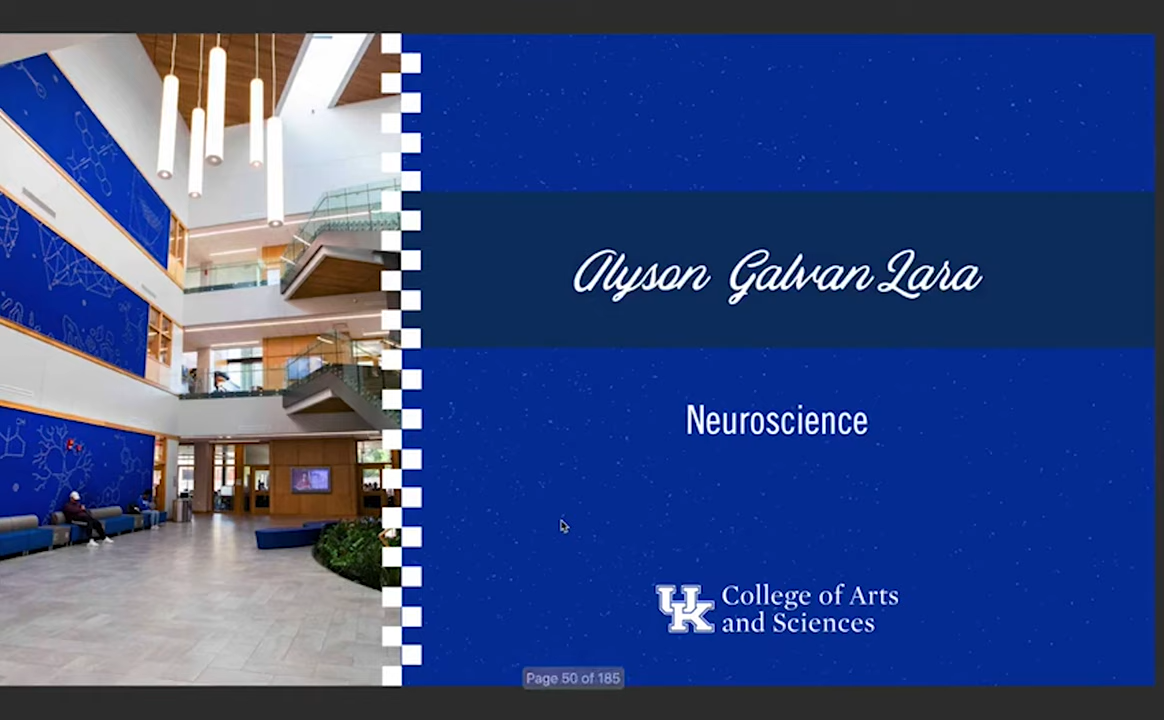 Alyson Galvan Lara
Neuroscience
UK College of Arts
and Sciences
Page 50 of 185